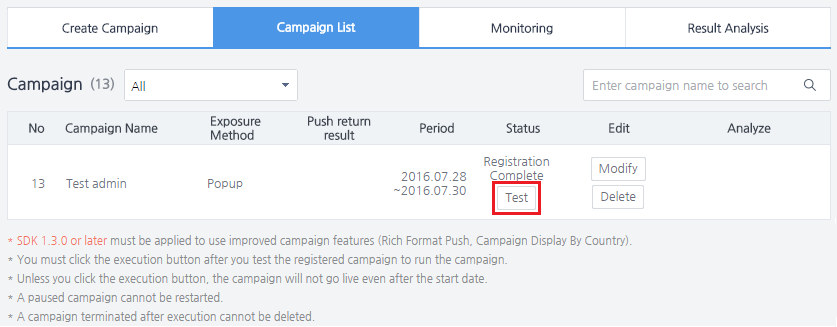 Create Campaign
Campaign List
Monitoring
Result Analysis
Campaign (13)
All
Enter campaign name to search
No
Campaign Name
Exposure
Method
Push return
result
Period
Status
Edit
Analyze
13
Test admin
Popup
2016.07.28
~2016.07.30
Registration
Complete
Test
Modify
Delete
* SDK 1.3.0 or later must be applied to use improved campaign features (Rich Format Push, Campaign Display By Country).
* You must click the execution button after you test the registered campaign to run the campaign.
* Unless you click the execution button, the campaign will not go live even after the start date.
* A paused campaign cannot be restarted.
* A campaign terminated after execution cannot be deleted.